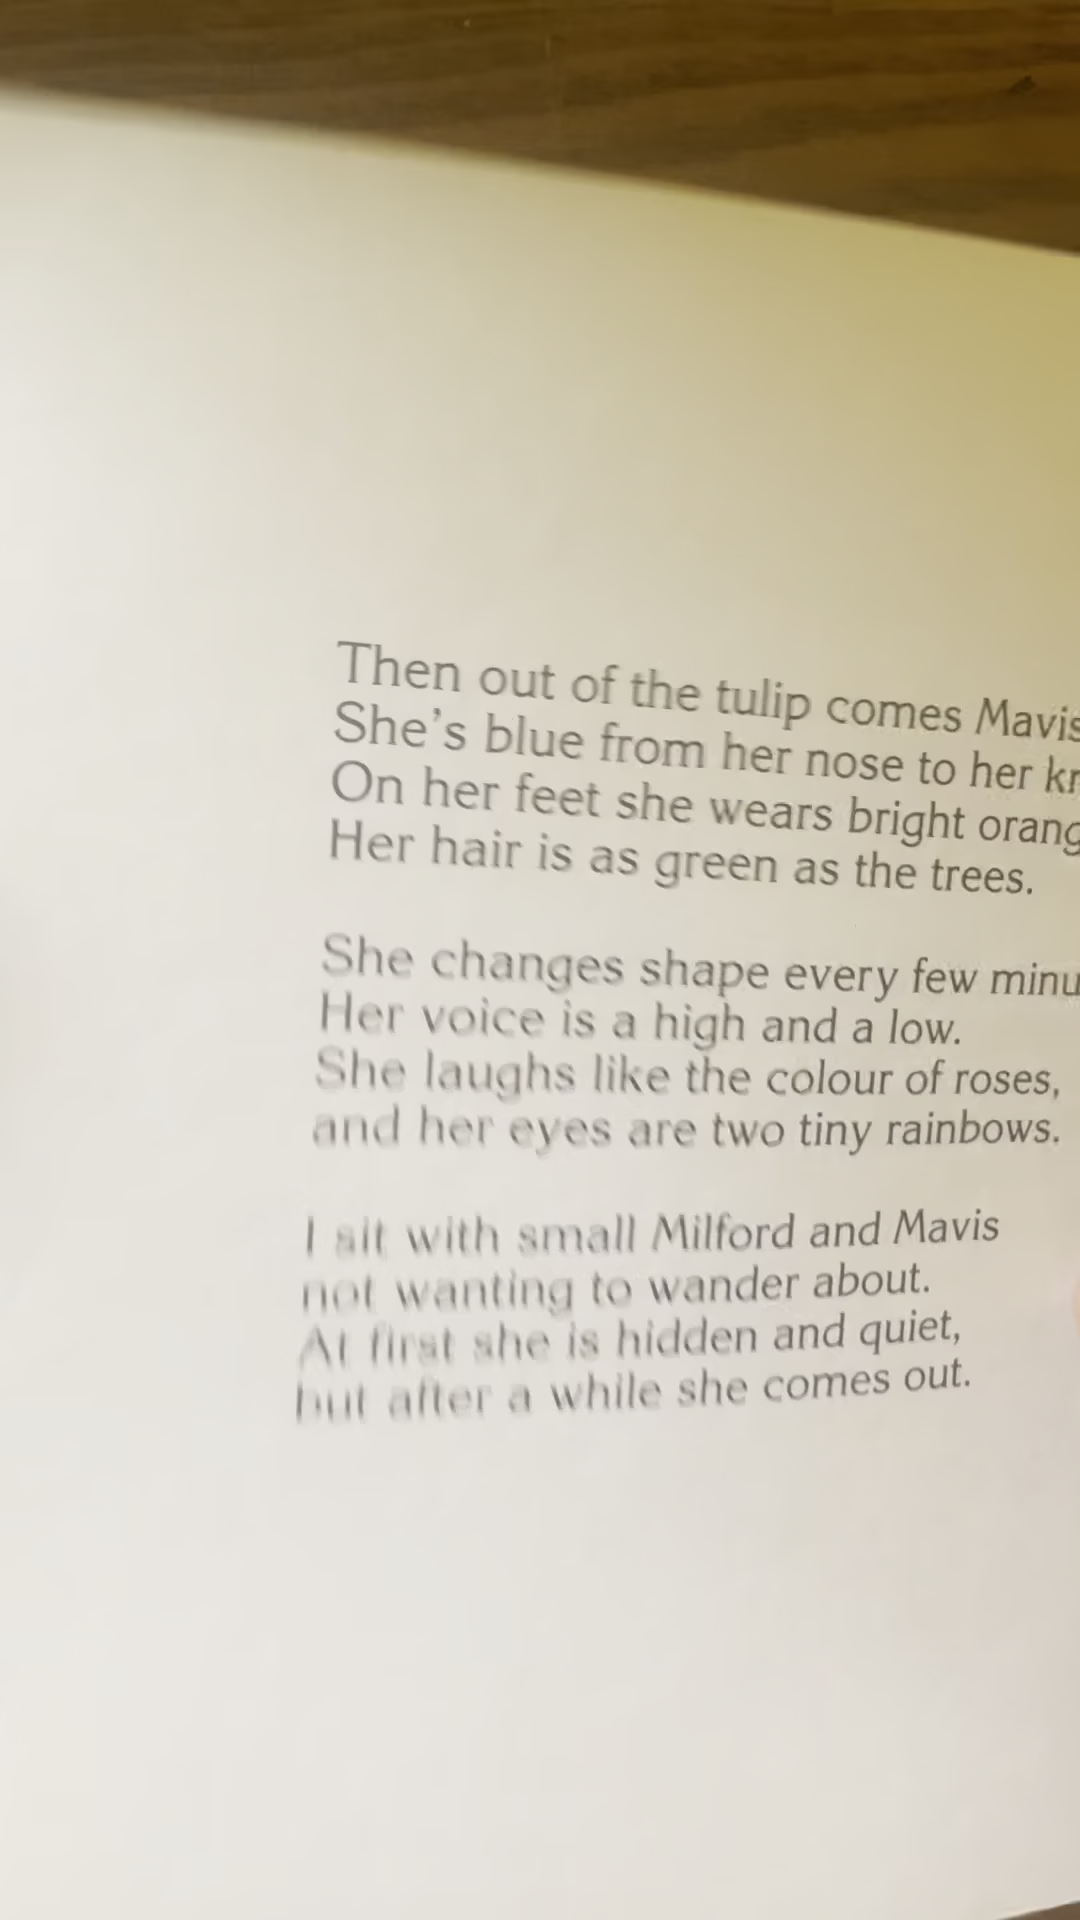 Then out of the tulip comes Mavis
She's blue from her nose to her
On her feet she wears bright
Her hair is as green as the trees.
She changes shape every few
Her voice is a high and a low.
She laughs like the colour of roses,
and her eyes are two tiny rainbows.
I sit with small Milford and Mavis
not wanting to wander about.
At first she is hidden and quiet,
but after a while she comes out.